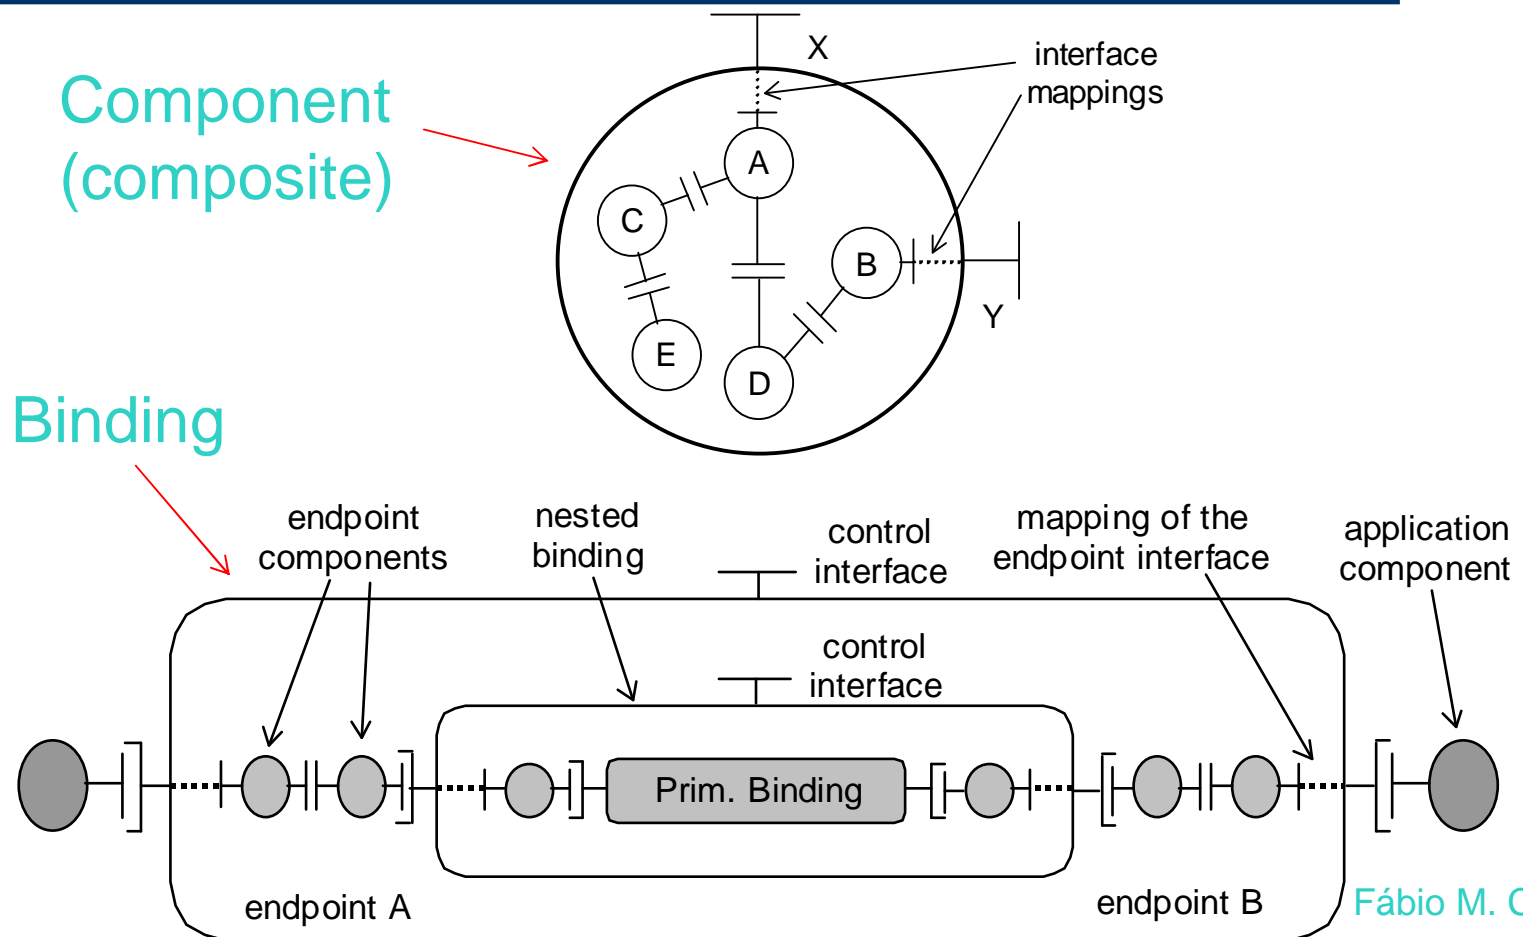 X
interface
mappings
Component
(composite)
A
C
B
E
D
Y
Binding
endpoint
components
nested
binding
control
interface
mapping of the
endpoint interface
application
component
control
interface
Prim. Binding
endpoint A
endpoint B
Fábio M. C